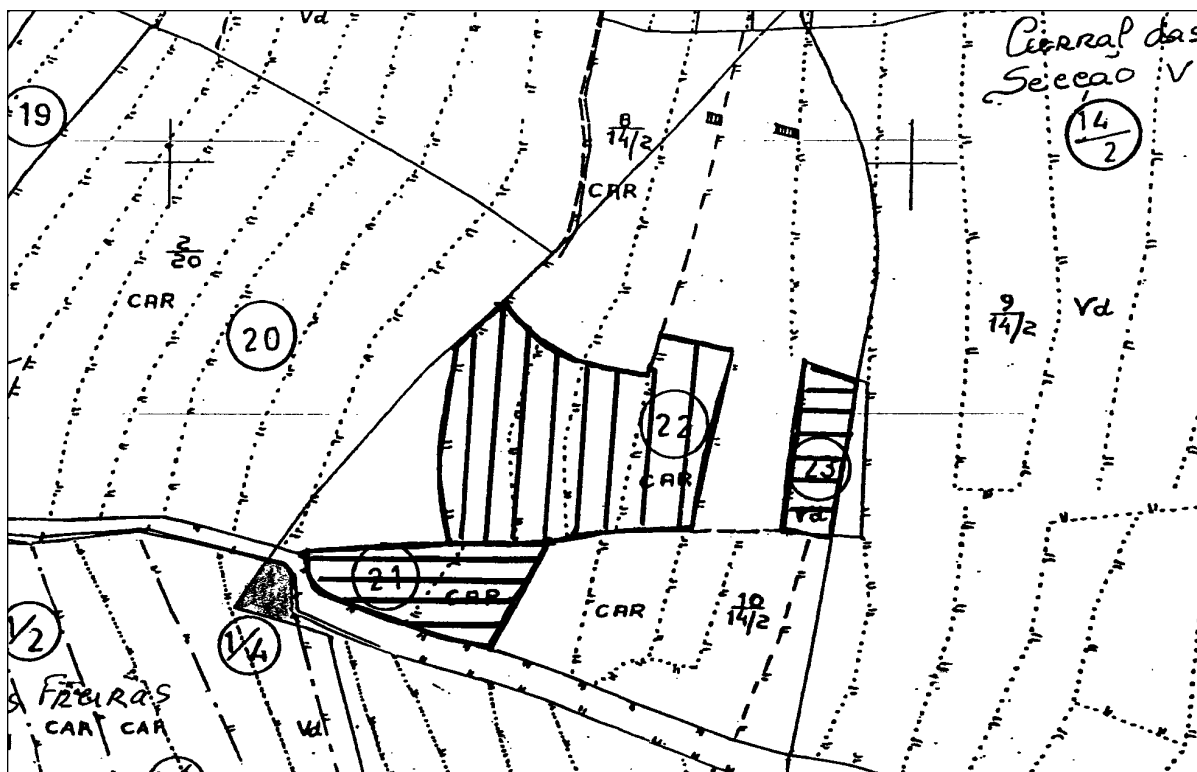 Vd
Curral das
Secção V
19
8
14/2
14
2
CAR
2
20
CAR
20
9
14/2
Vd
22
CAR
23
Vd
21
CAR
CAR
10
14/2
1/2
1/4
s Freiras
CAR CAR
Vd